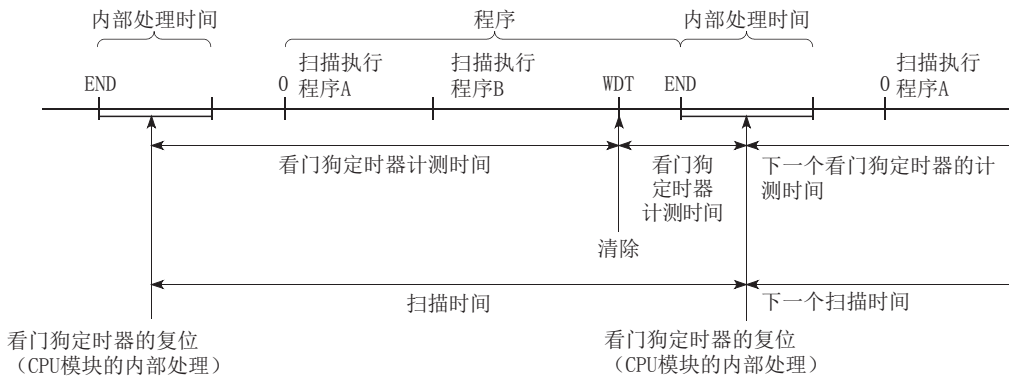 内部处理时间
程序
内部处理时间
END
0
扫描执行
程序A
扫描执行
程序B
WDT
END
0
扫描执行
程序A
看门狗定时器计测时间
看门狗
定时器
计测时间
下一个看门狗定时器的计
测时间
清除
扫描时间
下一个扫描时间
看门狗定时器的复位
（CPU模块的内部处理）
看门狗定时器的复位
（CPU模块的内部处理）